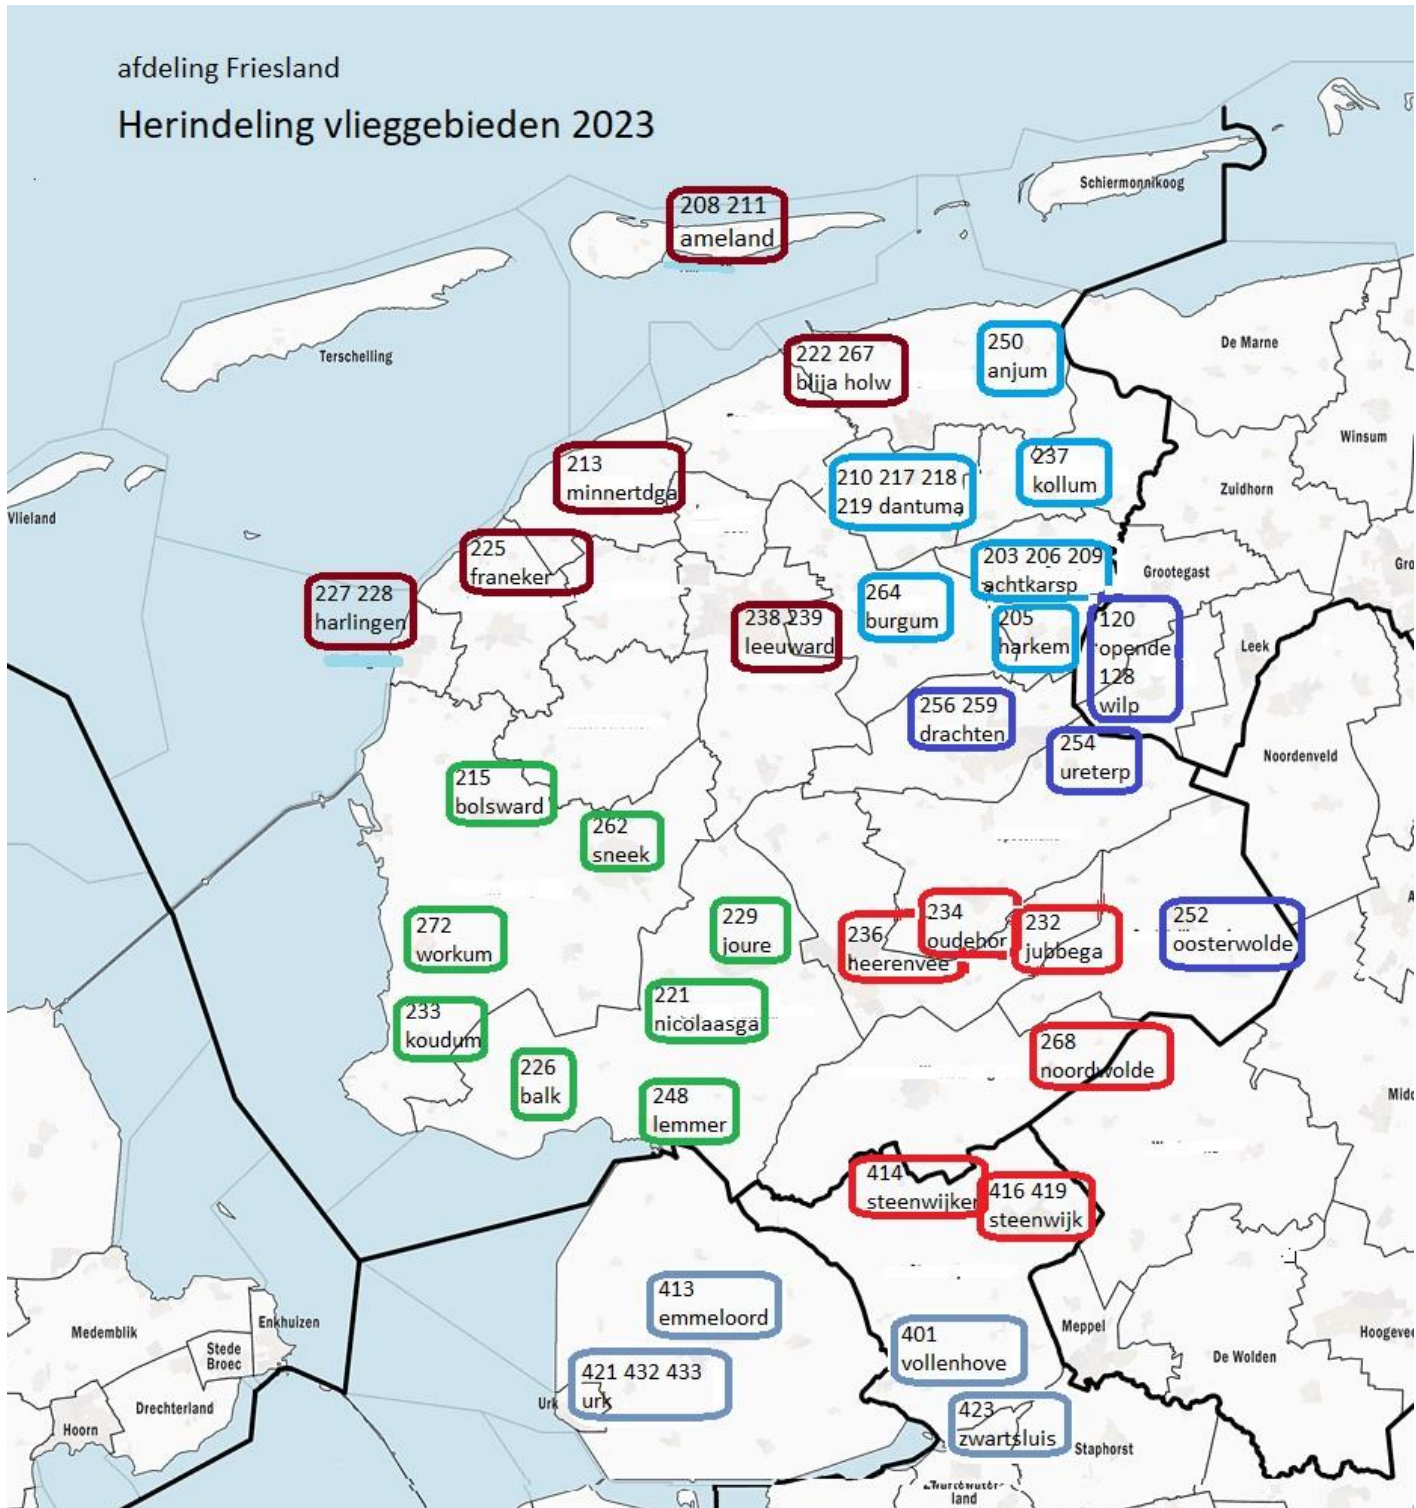 afdeling Friesland
Herindeling vlieggebieden 2023
Schiermonnikoog
208 211
ameland
Terschelling
222 267
blija holw
250
anjum
De Marne
Winsum
213
minnertdga
210 217 218
219 dantuma
237
kollum
Zuidhorn
Vlieland
225
franeker
203 206 209
achtkarsp
Grootegast
Gro
227 228
harlingen
238 239
leeuward
264
burgum
205
harkem
120
opende
128
wilp
Leek
256 259
drachten
254
ureterp
Noordenveld
215
bolsward
262
sneek
272
workum
229
joure
236
heerenvee
234
oudehor
232
jubbega
252
oosterwolde
A
233
koudum
221
nicolaasga
226
balk
248
lemmer
268
noordwolde
Midd
414
steenwijker
416 419
steenwijk
413
emmeloord
401
vollenhove
Medemblik
Enkhuizen
Stede
Broec
Meppel
De Wolden
Hoogevee
421 432 433
urk
Urk
Drechterland
Hoorn
423
zwartsluis
Staphorst
land